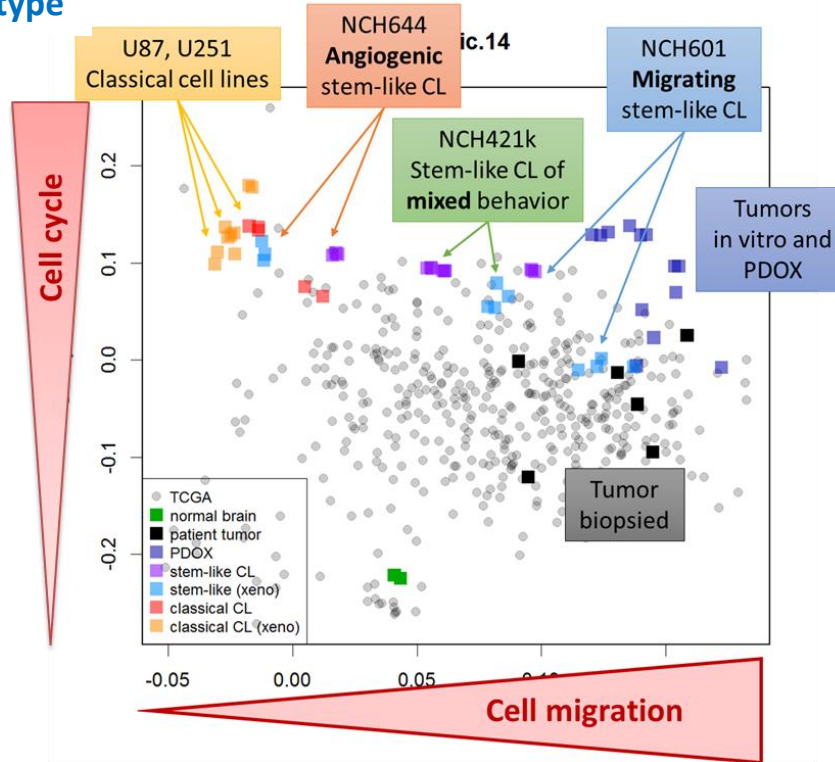 type
U87, U251
Classical cell lines
NCH644
Angiogenic
stem-like CL
ic.14
NCH601
Migrating
stem-like CL
NCH421k
Stem-like CL of
mixed behavior
Tumors
in vitro and
PDOX
Cell cycle
0.2
0.1
0.0
-0.1
-0.2
Tumor
biopsied
TCGA
normal brain
patient tumor
PDOX
stem-like CL
stem-like (xeno)
classical CL
classical CL (xeno)
-0.05
0.00
0.05
0.10
Cell migration